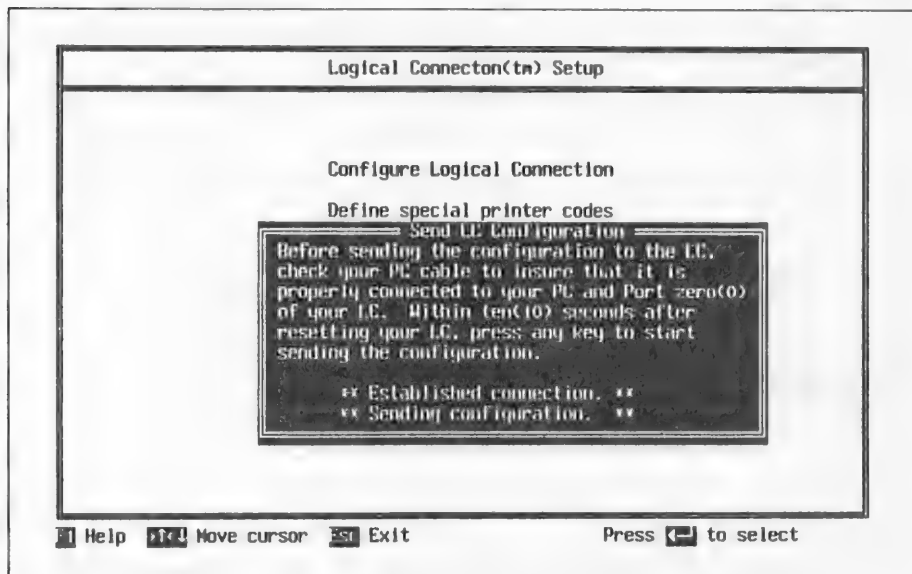 Logical Connecton(tm) Setup
Configure Logical Connection
Define special printer codes
Send LC Configuration
Before sending the configuration to the LC,
check your PC cable to insure that it is
properly connected to your PC and Port zero(0)
of your LC. Within ten(10) seconds after
resetting your LC, press any key to start
sending the configuration.
** Established connection. **
** Sending configuration. **
F1 Help Move cursor ESC Exit Press to select